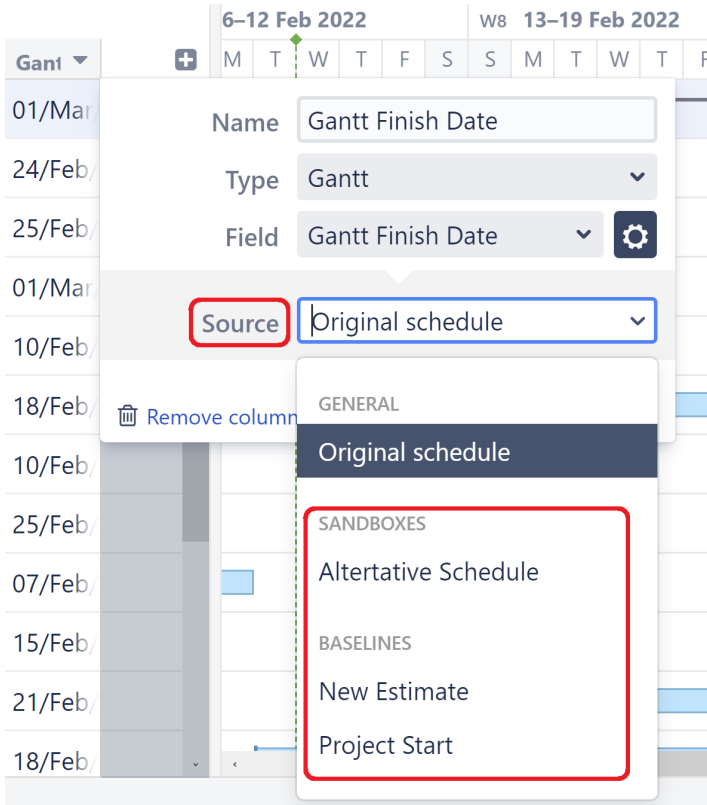 6–12 Feb 2022 W8 13–19 Feb 2022
Gant M T W T F S S M T W T F
01/Mar/
Name Gantt Finish Date
24/Feb/
Type Gantt
25/Feb/
Field Gantt Finish Date
01/Mar/
Source Original schedule
10/Feb/
18/Feb/
Remove column
GENERAL
10/Feb/
Original schedule
25/Feb/
SANDBOXES
07/Feb/
Altertative Schedule
15/Feb/
BASELINES
21/Feb/
New Estimate
18/Feb/
Project Start